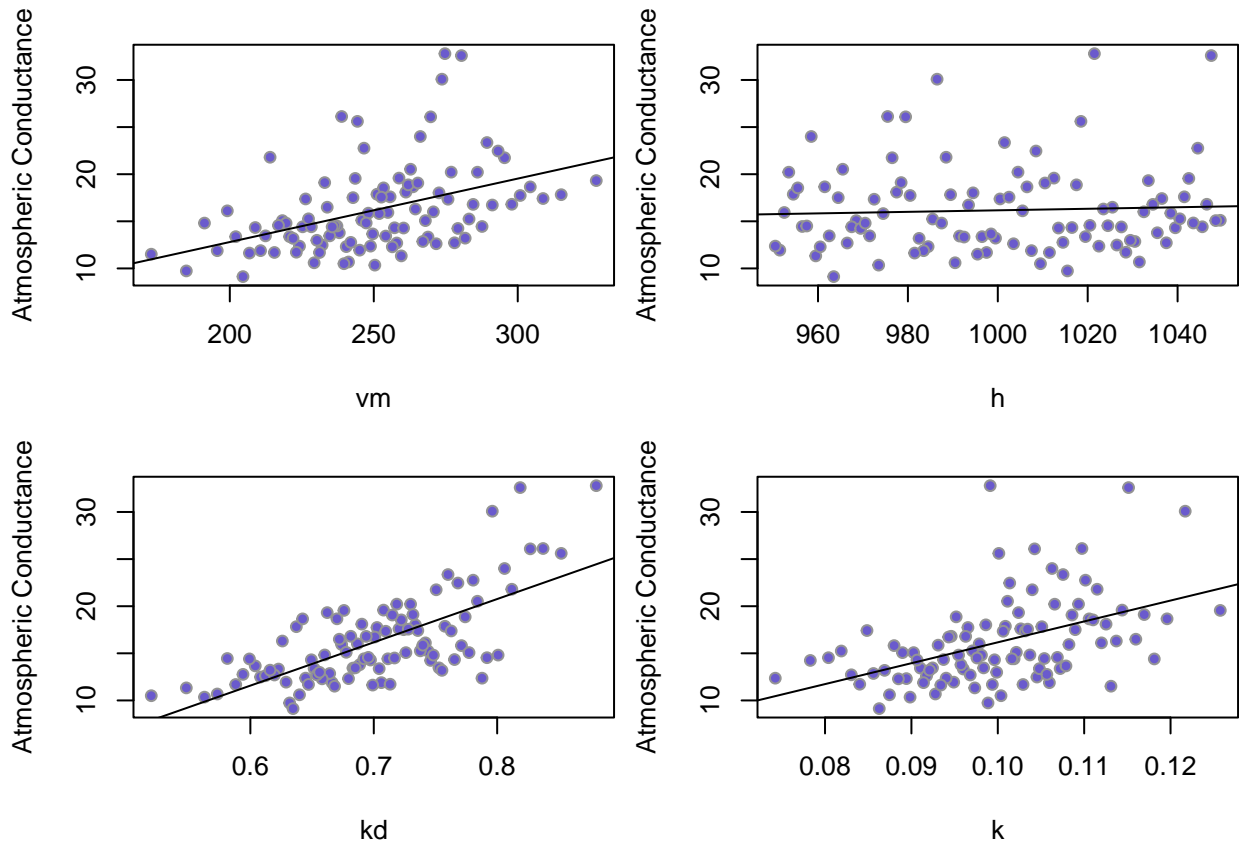 Atmospheric Conductance
10 20 30
200 250 300
vm
Atmospheric Conductance
10 20 30
960 980 1000 1020 1040
h
Atmospheric Conductance
10 20 30
0.6 0.7 0.8
kd
Atmospheric Conductance
10 20 30
0.08 0.09 0.10 0.11 0.12
k